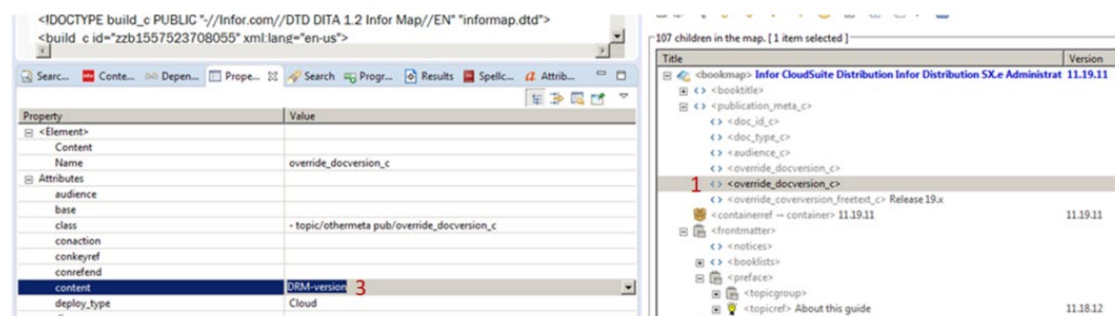 <!DOCTYPE build_c PUBLIC "-//Infor.com//DTD DITA 1.2 Infor Map//EN" "informap.dtd">
<build_c id="zzb1557523708055" xml:lang="en-us">
Searc... Conte... Depen... Prope... Search Progr... Results Spellc... Attrib...
Property Value
<Element>
Content
Name override_docversion_c
Attributes
audience
base
class - topic/othermeta pub/override_docversion_c
conaction
conkeyref
conrefend
content DRM-version 3
deploy_type Cloud
107 children in the map. [ 1 item selected ]
Title Version
<bookmap> Infor CloudSuite Distribution Infor Distribution SX.e Administrat 11.19.11
<booktitle>
<publication_meta_c>
<doc_id_c>
<doc_type_c>
<audience_c>
<override_docversion_c>
1 <override_docversion_c>
<override_coverversion_freetext_c> Release 19.x
<containerref → container> 11.19.11 11.19.11
<frontmatter>
<notices>
<booklists>
<preface>
<topicgroup>
<topicref> About this guide 11.18.12